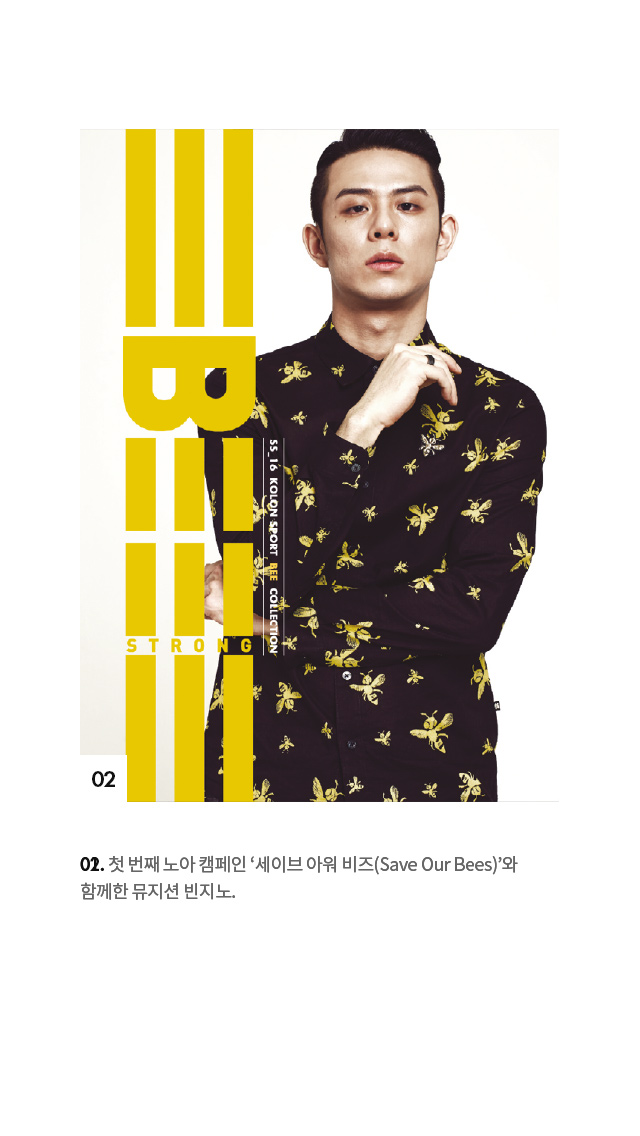 BEE
STRONG
SS_16 KOLON SPORT BEE COLLECTION
02
02. 첫 번째 노아 캠페인 ‘세이브 아워 비즈(Save Our Bees)’와
함께한 뮤지션 빈지노.